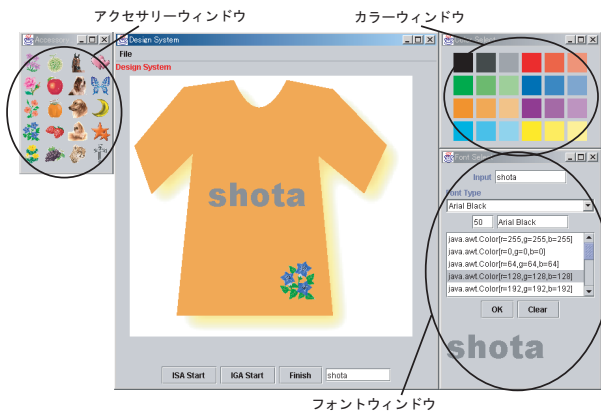 アクセサリーウィンドウ
カラーウィンドウ
Design System
File
Design System
shota
Input shota
Font Type
Arial Black
50 Arial Black
java.awt.Color[r=255,g=255,b=255]
java.awt.Color[r=0,g=0,b=0]
java.awt.Color[r=64,g=64,b=64]
java.awt.Color[r=128,g=128,b=128]
java.awt.Color[r=192,g=192,b=192]
OK Clear
shota
ISA Start IGA Start Finish shota
フォントウィンドウ